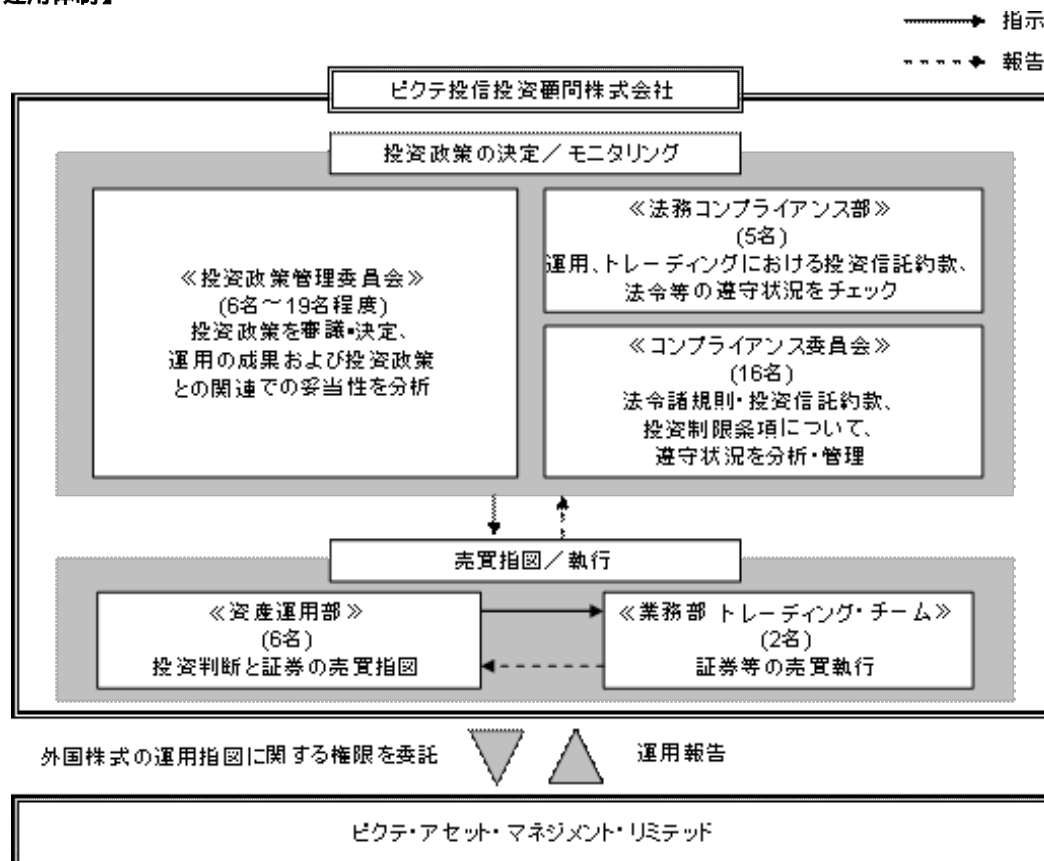 運用体制】
指示
報告
ピクテ投信投資顧問株式会社
投資政策の決定／モニタリング
≪投資政策管理委員会≫
(6名～19名程度)
投資政策を審議・決定、
運用の成果および投資政策
との関連での妥当性を分析
≪法務コンプライアンス部≫
(5名)
運用、トレーディングにおける投資信託約款、
法令等の遵守状況をチェック
≪コンプライアンス委員会≫
(16名)
法令諸規則・投資信託約款、
投資制限条項について、
遵守状況を分析・管理
売買指図／執行
≪資産運用部≫
(6名)
投資判断と証券の売買指図
≪業務部 トレーディング・チーム≫
(2名)
証券等の売買執行
外国株式の運用指図に関する権限を委託
運用報告
ピクテ・アセット・マネジメント・リミテッド